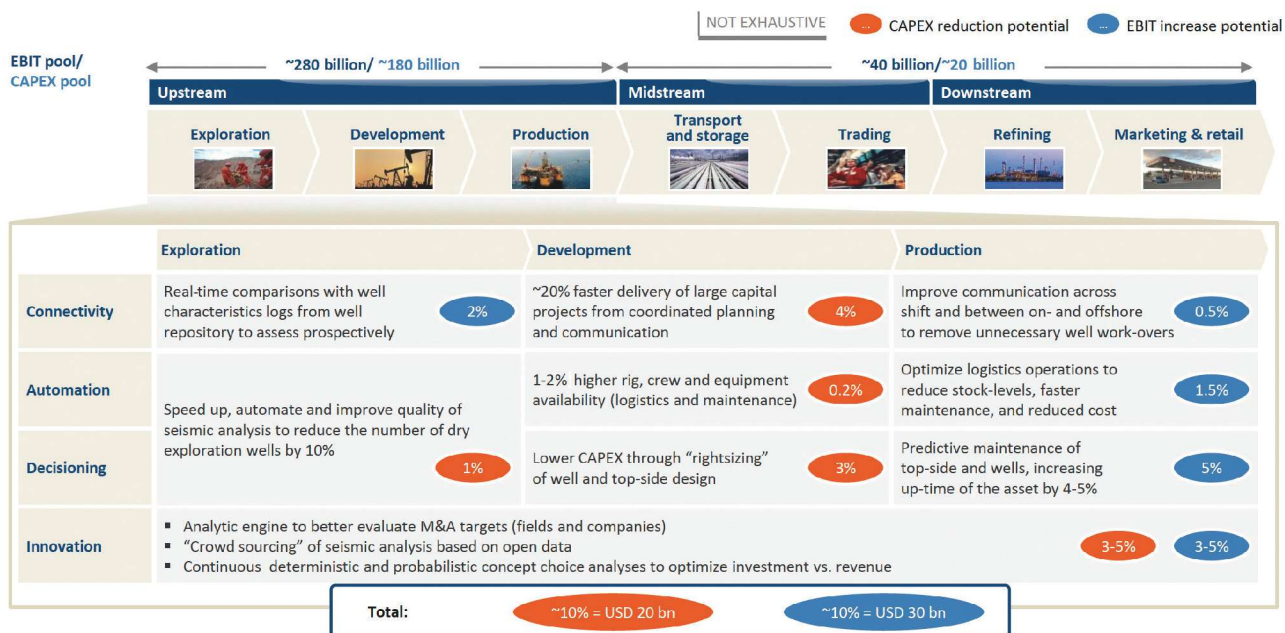 NOT EXHAUSTIVE
... CAPEX reduction potential
... EBIT increase potential
EBIT pool/
CAPEX pool
~280 billion/ ~180 billion
~40 billion/~20 billion
Upstream
Midstream
Downstream
Exploration
Development
Production
Transport
and storage
Trading
Refining
Marketing & retail
Exploration
Development
Production
Connectivity
Real-time comparisons with well
characteristics logs from well
repository to assess prospectively
2%
~20% faster delivery of large capital
projects from coordinated planning
and communication
4%
Improve communication across
shift and between on- and offshore
to remove unnecessary well work-overs
0.5%
Automation
Speed up, automate and improve quality of
seismic analysis to reduce the number of dry
exploration wells by 10%
1%
1-2% higher rig, crew and equipment
availability (logistics and maintenance)
0.2%
Optimize logistics operations to
reduce stock-levels, faster
maintenance, and reduced cost
1.5%
Decisioning
Lower CAPEX through “rightsizing”
of well and top-side design
3%
Predictive maintenance of
top-side and wells, increasing
up-time of the asset by 4-5%
5%
Innovation
▪ Analytic engine to better evaluate M&A targets (fields and companies)
▪ “Crowd sourcing” of seismic analysis based on open data
▪ Continuous deterministic and probabilistic concept choice analyses to optimize investment vs. revenue
3-5%
3-5%
Total:
~10% = USD 20 bn
~10% = USD 30 bn